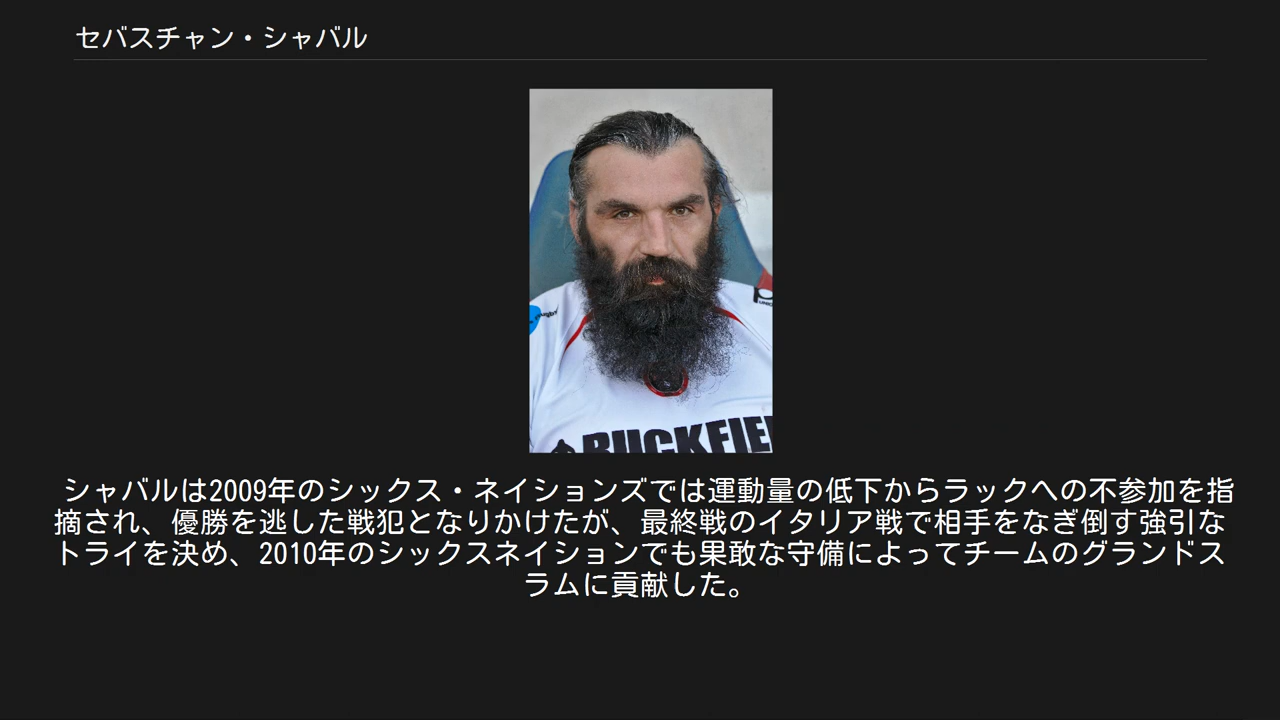 セバスチャン・シャバル
BUCKFIE
シャバルは2009年のシックス・ネイションズでは運動量の低下からラックへの不参加を指
摘され、優勝を逃した戦犯となりかけたが、最終戦のイタリア戦で相手をなぎ倒す強引な
トライを決め、2010年のシックスネイションでも果敢な守備によってチームのグランドス
ラムに貢献した。